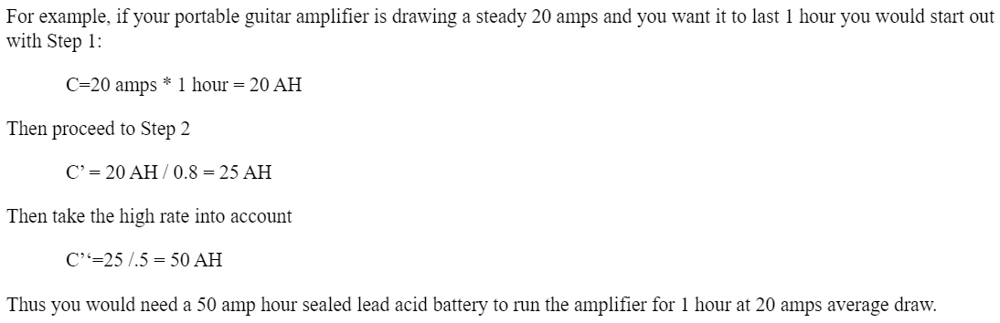 For example, if your portable guitar amplifier is drawing a steady 20 amps and you want it to last 1 hour you would start out
with Step 1:
C=20 amps * 1 hour = 20 AH
Then proceed to Step 2
C’ = 20 AH / 0.8 = 25 AH
Then take the high rate into account
C’‘=25 /.5 = 50 AH
Thus you would need a 50 amp hour sealed lead acid battery to run the amplifier for 1 hour at 20 amps average draw.